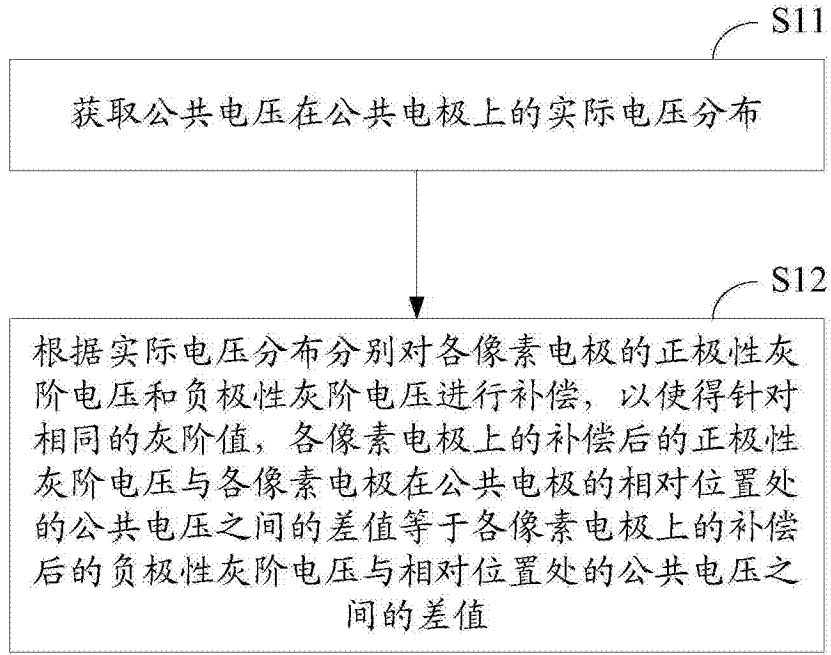 S11
获取公共电压在公共电极上的实际电压分布
S12
根据实际电压分布分别对各像素电极的正极性灰
阶电压和负极性灰阶电压进行补偿，以使得针对
相同的灰阶值，各像素电极上的补偿后的正极性
灰阶电压与各像素电极在公共电极的相对位置处
的公共电压之间的差值等于各像素电极上的补偿
后的负极性灰阶电压与相对位置处的公共电压之
间的差值